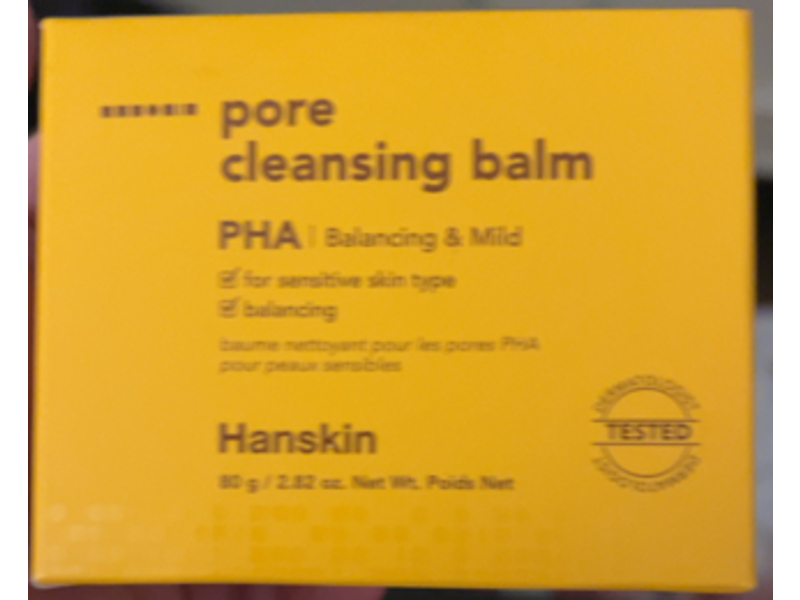 pore
cleansing balm
PHA | Balancing & Mild
for sensitive skin type
balancing
baume nettoyant pour les pores PHA
pour peaux sensibles
DERMATOLOGIST
TESTED
Hanskin
80 g / 2.82 oz. Net Wt. Poids Net